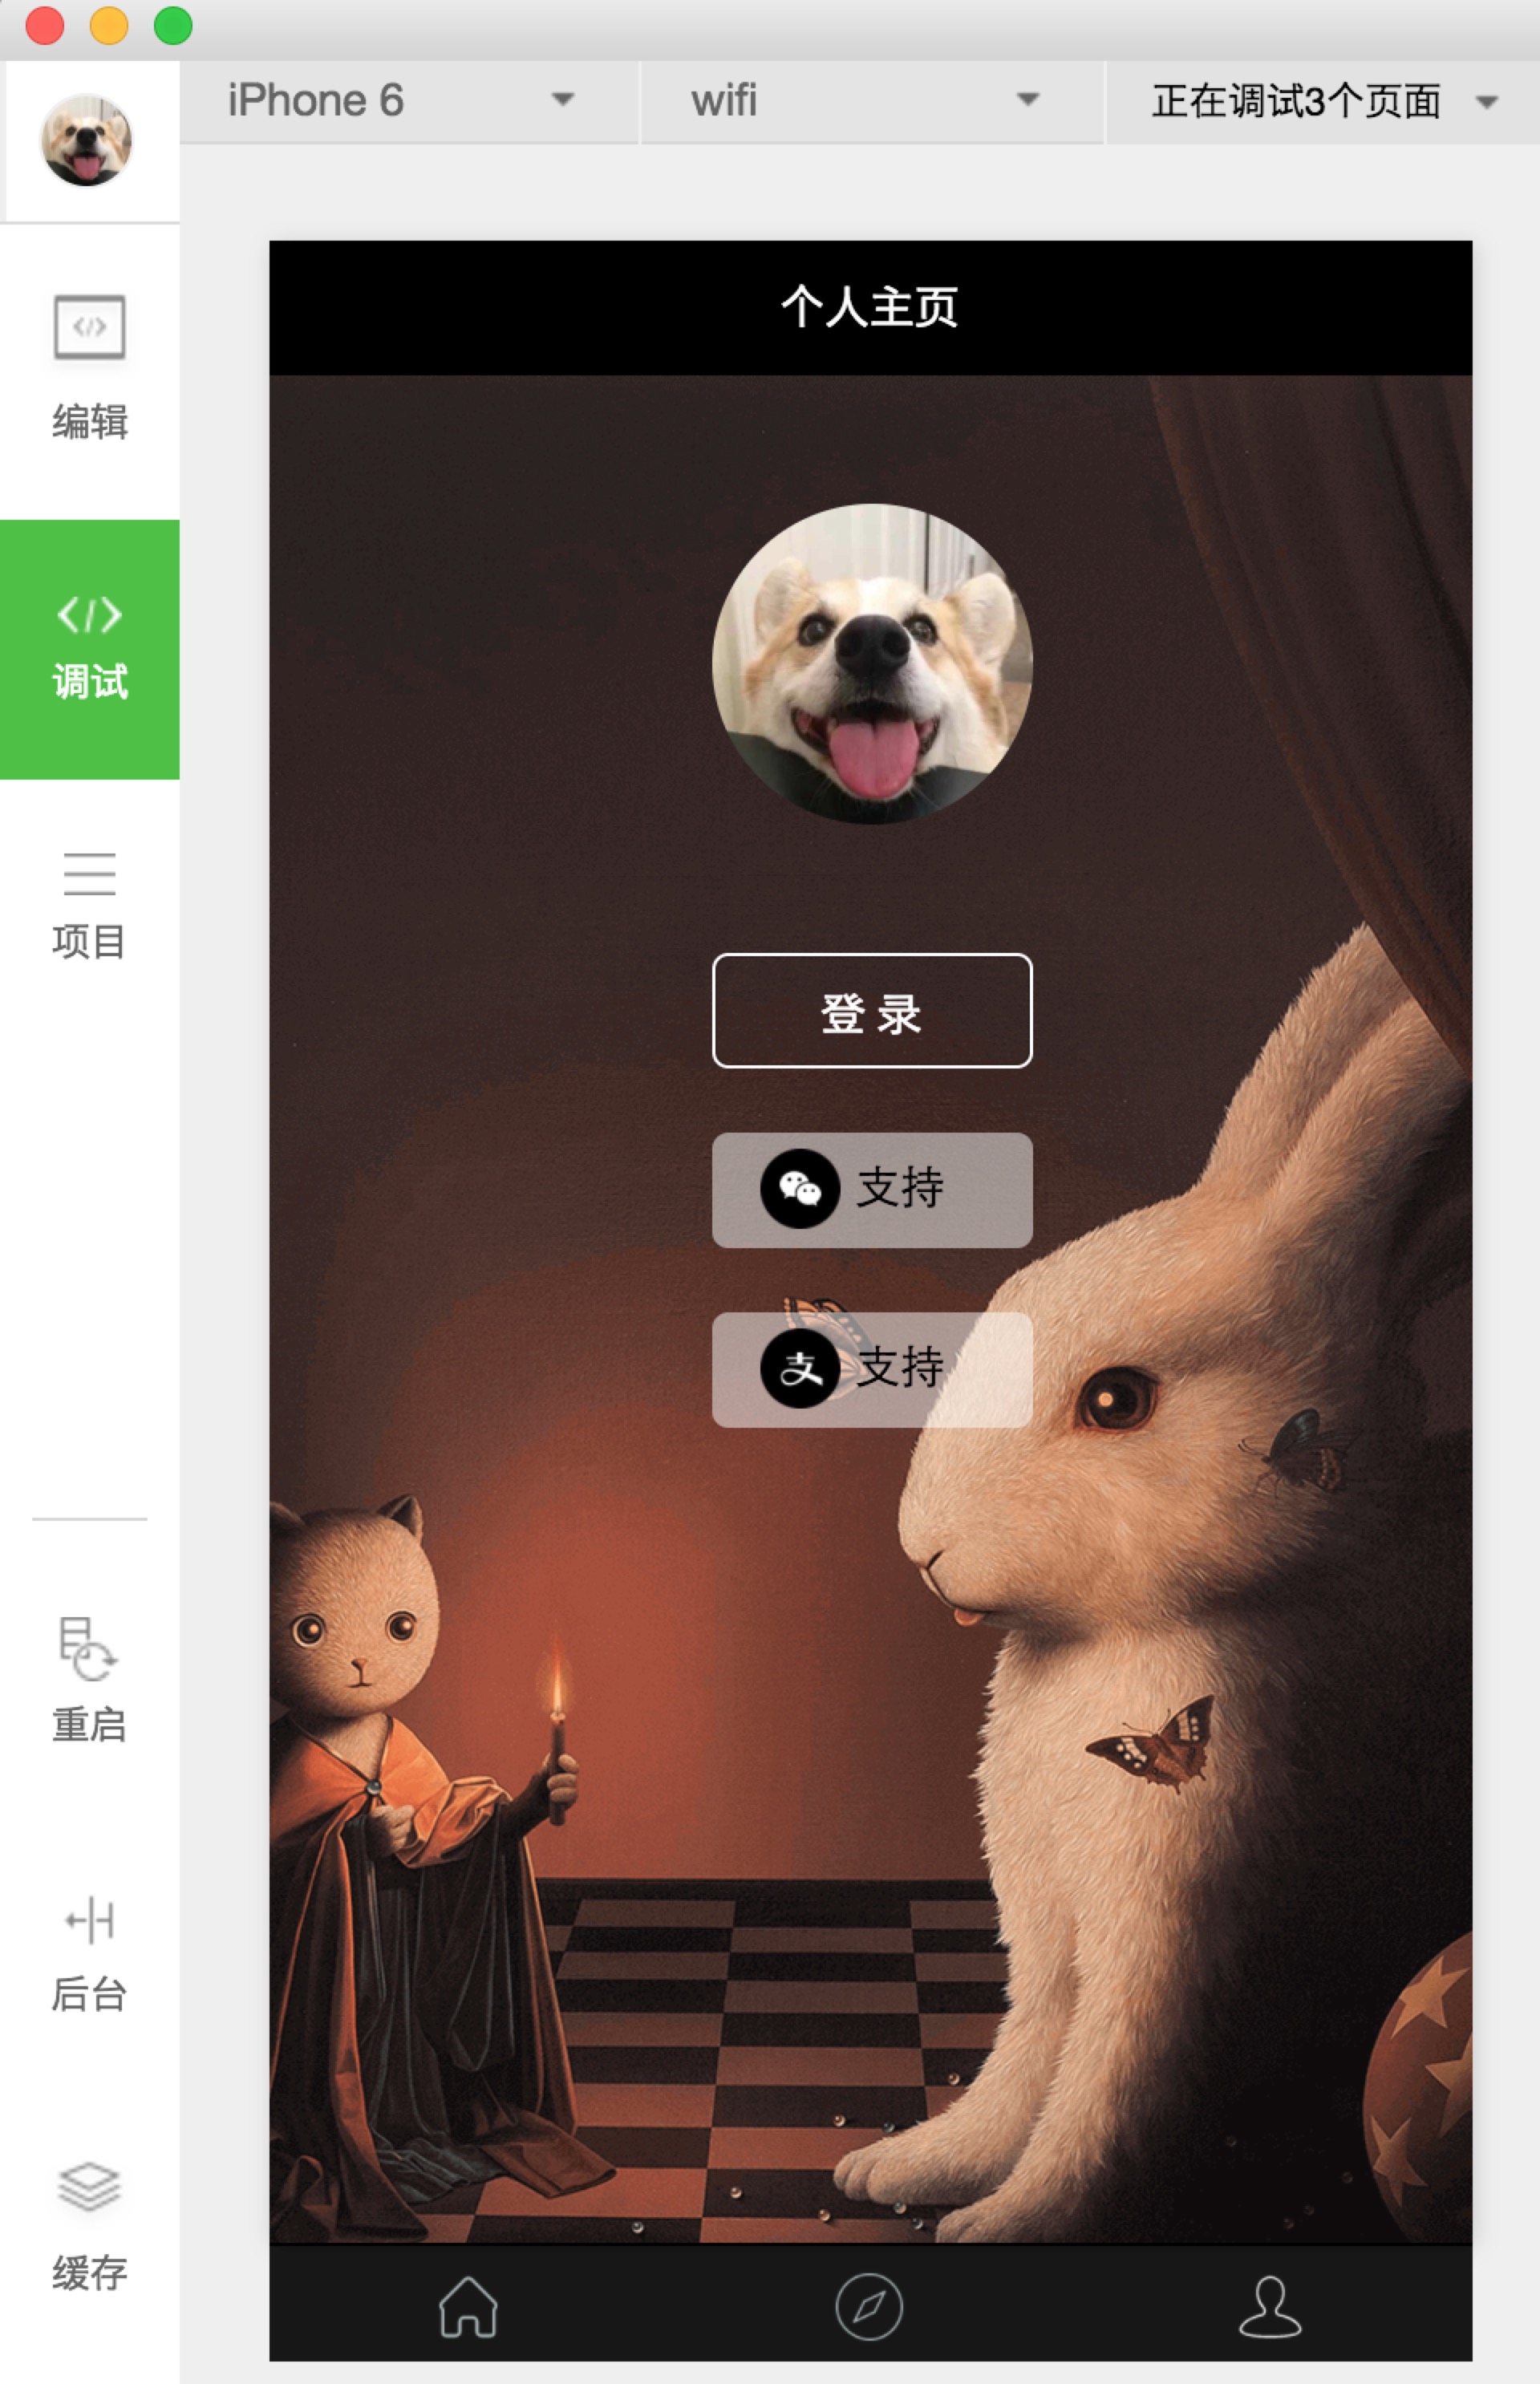 iPhone 6
wifi
正在调试3个页面
编辑
调试
项目
重启
后台
缓存
个人主页
登 录
支持
支 支持